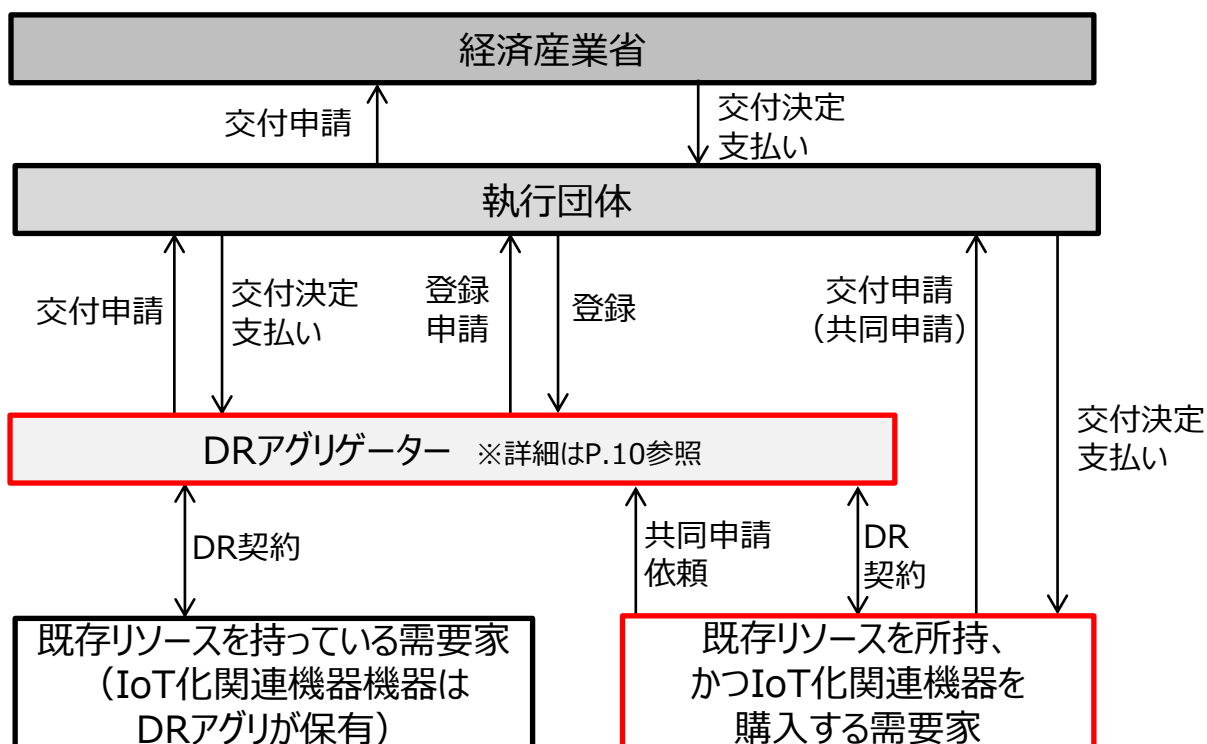 経済産業省
交付申請
交付決定
支払い
執行団体
交付申請
交付決定
支払い
登録
申請
登録
交付申請
（共同申請）
交付決定
支払い
DRアグリゲーター ※詳細はP.10参照
DR契約
共同申請
依頼
DR
契約
既存リソースを持っている需要家
（IoT化関連機器機器は
DRアグリが保有）
既存リソースを所持、
かつIoT化関連機器を
購入する需要家